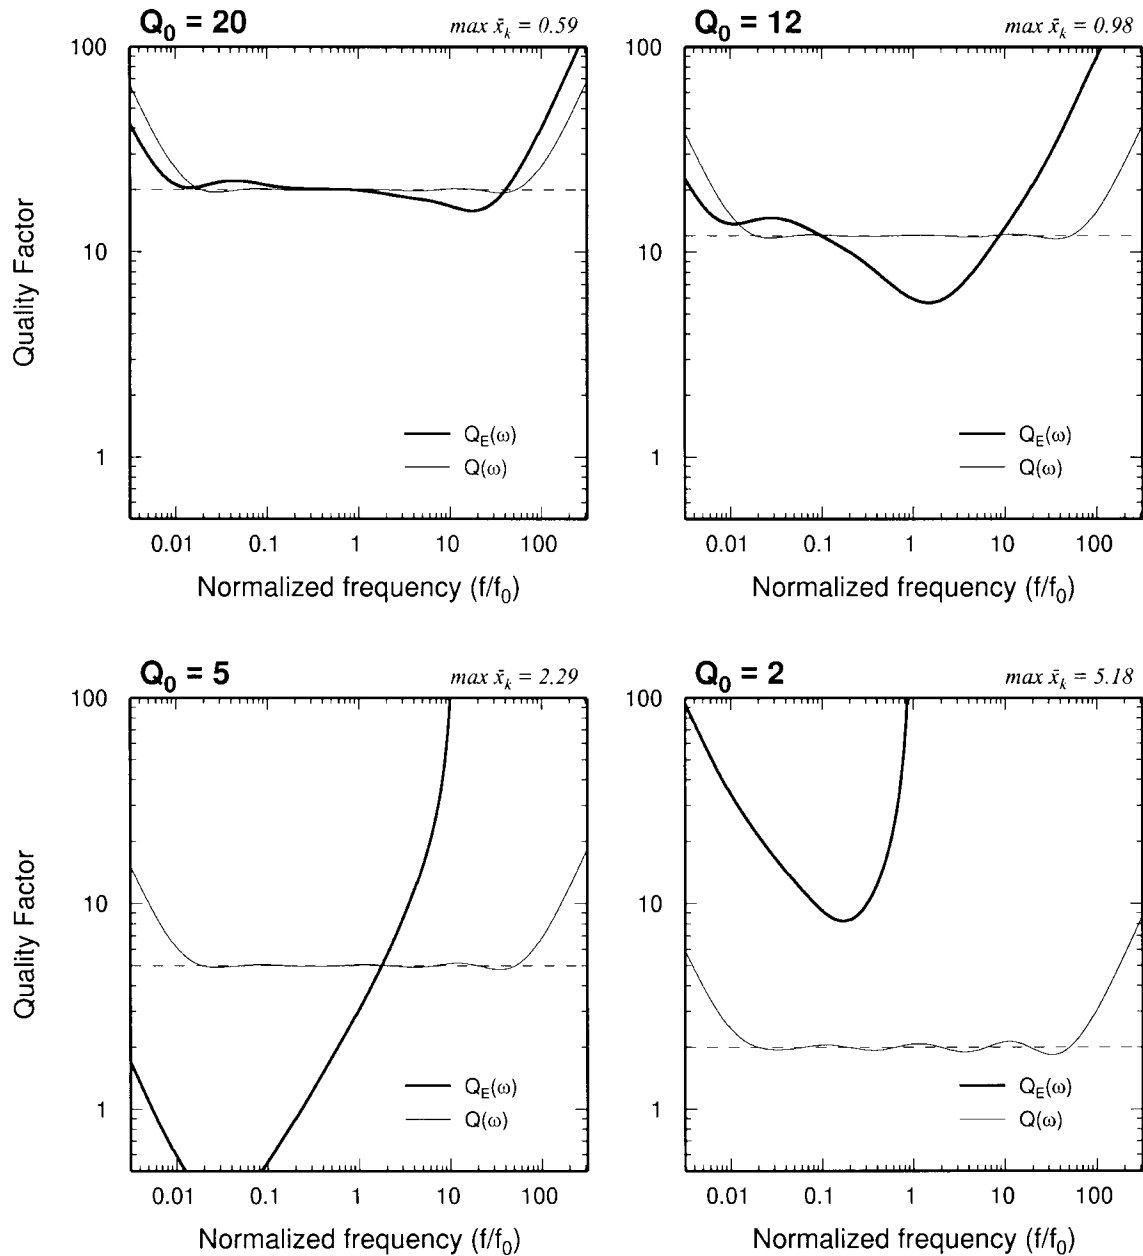 Q₀ = 20 max x̄ₖ = 0.59
100
10
1
Quality Factor
Q_E(ω)
Q(ω)
0.01 0.1 1 10 100
Normalized frequency (f/f₀)
Q₀ = 12 max x̄ₖ = 0.98
100
10
1
Q_E(ω)
Q(ω)
0.01 0.1 1 10 100
Normalized frequency (f/f₀)
Q₀ = 5 max x̄ₖ = 2.29
100
10
1
Quality Factor
Q_E(ω)
Q(ω)
0.01 0.1 1 10 100
Normalized frequency (f/f₀)
Q₀ = 2 max x̄ₖ = 5.18
100
10
1
Q_E(ω)
Q(ω)
0.01 0.1 1 10 100
Normalized frequency (f/f₀)